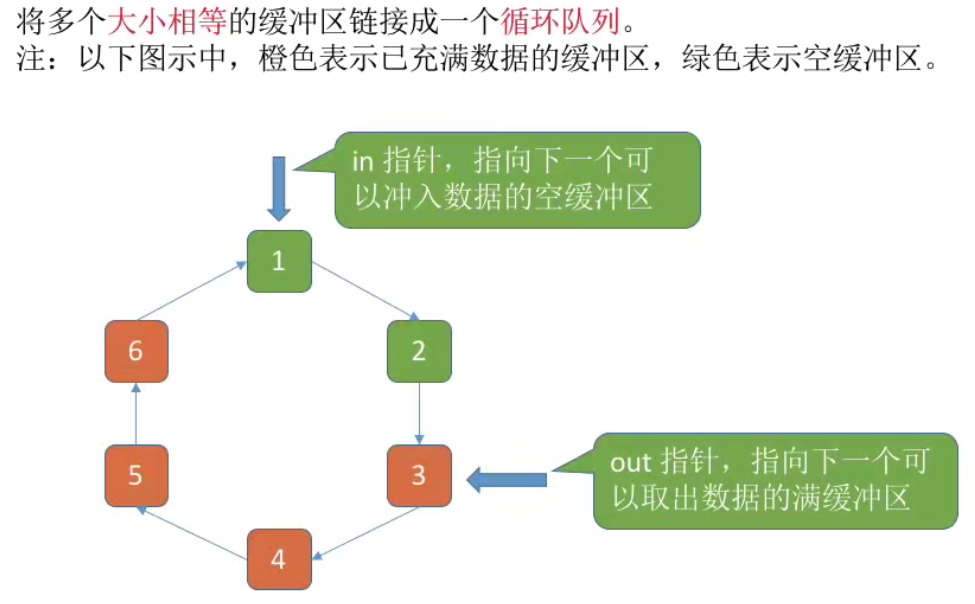 将多个大小相等的缓冲区链接成一个循环队列。
注：以下图示中，橙色表示已充满数据的缓冲区，绿色表示空缓冲区。
in 指针，指向下一个可
以冲入数据的空缓冲区
1
6
2
5
3
out 指针，指向下一个可
以取出数据的满缓冲区
4